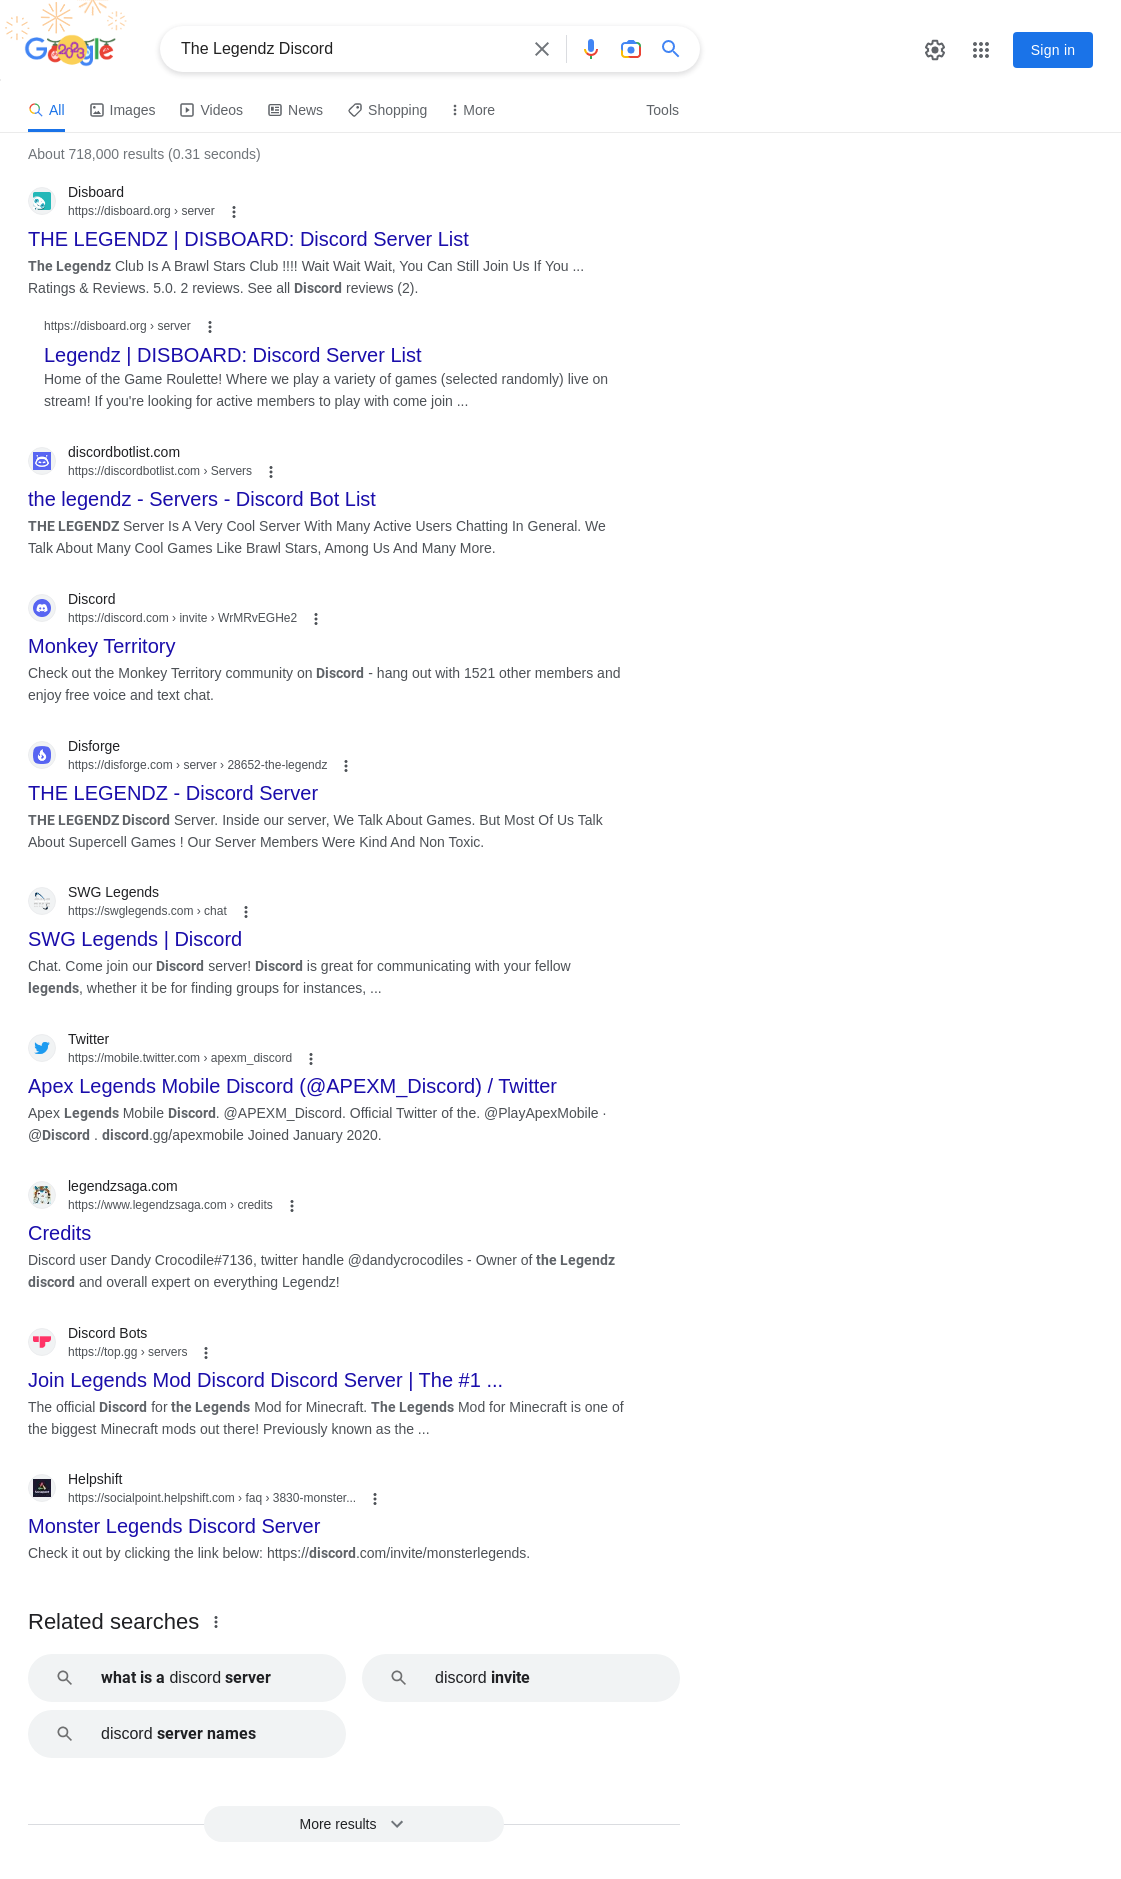 Google
2023
The Legendz Discord
Sign in
All
Images
Videos
News
Shopping
More
Tools
About 718,000 results (0.31 seconds)
Disboard
https://disboard.org › server
THE LEGENDZ | DISBOARD: Discord Server List
The Legendz Club Is A Brawl Stars Club !!!! Wait Wait Wait, You Can Still Join Us If You ...
Ratings & Reviews. 5.0. 2 reviews. See all Discord reviews (2).
https://disboard.org › server
Legendz | DISBOARD: Discord Server List
Home of the Game Roulette! Where we play a variety of games (selected randomly) live on
stream! If you're looking for active members to play with come join ...
discordbotlist.com
https://discordbotlist.com › Servers
the legendz - Servers - Discord Bot List
THE LEGENDZ Server Is A Very Cool Server With Many Active Users Chatting In General. We
Talk About Many Cool Games Like Brawl Stars, Among Us And Many More.
Discord
https://discord.com › invite › WrMRvEGHe2
Monkey Territory
Check out the Monkey Territory community on Discord - hang out with 1521 other members and
enjoy free voice and text chat.
Disforge
https://disforge.com › server › 28652-the-legendz
THE LEGENDZ - Discord Server
THE LEGENDZ Discord Server. Inside our server, We Talk About Games. But Most Of Us Talk
About Supercell Games ! Our Server Members Were Kind And Non Toxic.
SWG Legends
https://swglegends.com › chat
SWG Legends | Discord
Chat. Come join our Discord server! Discord is great for communicating with your fellow
legends, whether it be for finding groups for instances, ...
Twitter
https://mobile.twitter.com › apexm_discord
Apex Legends Mobile Discord (@APEXM_Discord) / Twitter
Apex Legends Mobile Discord. @APEXM_Discord. Official Twitter of the. @PlayApexMobile ·
@Discord . discord.gg/apexmobile Joined January 2020.
legendzsaga.com
https://www.legendzsaga.com › credits
Credits
Discord user Dandy Crocodile#7136, twitter handle @dandycrocodiles - Owner of the Legendz
discord and overall expert on everything Legendz!
Discord Bots
https://top.gg › servers
Join Legends Mod Discord Discord Server | The #1 ...
The official Discord for the Legends Mod for Minecraft. The Legends Mod for Minecraft is one of
the biggest Minecraft mods out there! Previously known as the ...
Helpshift
https://socialpoint.helpshift.com › faq › 3830-monster...
Monster Legends Discord Server
Check it out by clicking the link below: https://discord.com/invite/monsterlegends.
Related searches
what is a discord server
discord invite
discord server names
More results